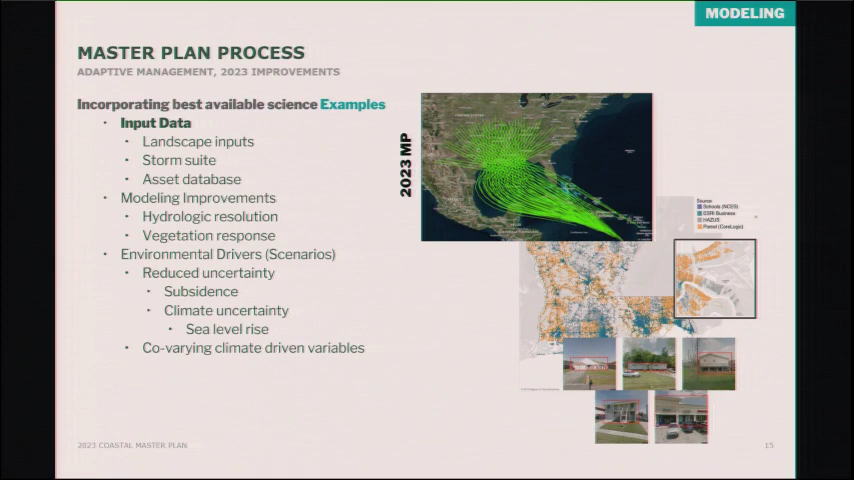 MODELING
MASTER PLAN PROCESS
ADAPTIVE MANAGEMENT, 2023 IMPROVEMENTS
Incorporating best available science Examples
• Input Data
• Landscape inputs
• Storm suite
• Asset database
• Modeling Improvements
• Hydrologic resolution
• Vegetation response
• Environmental Drivers (Scenarios)
• Reduced uncertainty
• Subsidence
• Climate uncertainty
• Sea level rise
• Co-varying climate driven variables
2023 MP
Source:
Schools (NCES)
ESRI Business
HAZUS
Parcel (CoreLogic)
2023 COASTAL MASTER PLAN
15